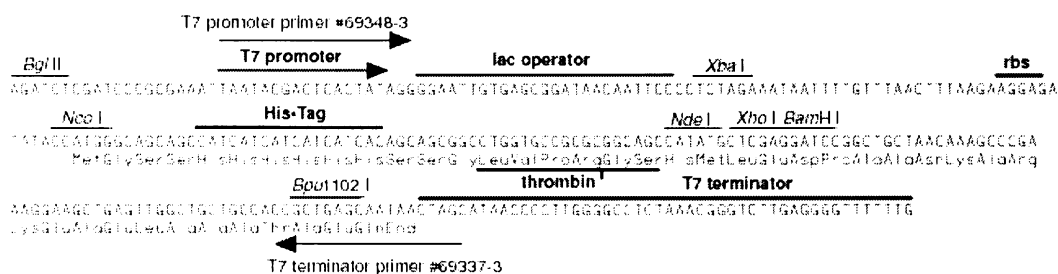 T7 promoter primer #69348-3
Bgl II T7 promoter lac operator Xba I rbs
AGATCTCGATCCCGCGAAATTAATACGACTCACTATAGGGGAATTGTGAGCGGATAACAATTCCCCTCTAGAAATAATTTTGTTTAACTTTAAGAAGGAGA
Nco I His•Tag Nde I Xho I BamH I
TATACCATGGGCAGCAGCCATCATCATCATCATCACAGCAGCGGCCTGGTGCCGCGCGGCAGCCATATGCTCGAGGATCCGGCTGCTAACAAAGCCCGA
MetGlySerSerHisHisHisHisHisHisSerSerGlyLeuValProArgGlySerHisMetLeuGluAspProAlaAlaAsnLysAlaArg
Bpu1102 I thrombin T7 terminator
AAGGAAGCTGAGTTGGCTGCTGCCACCGCTGAGCAATAACTAGCATAACCCCTTGGGGCCTCTAAACGGGTCTTGAGGGGTTTTTTG
LysGluAlaGluLeuAlaAlaAlaThrAlaGluGlnEnd
T7 terminator primer #69337-3